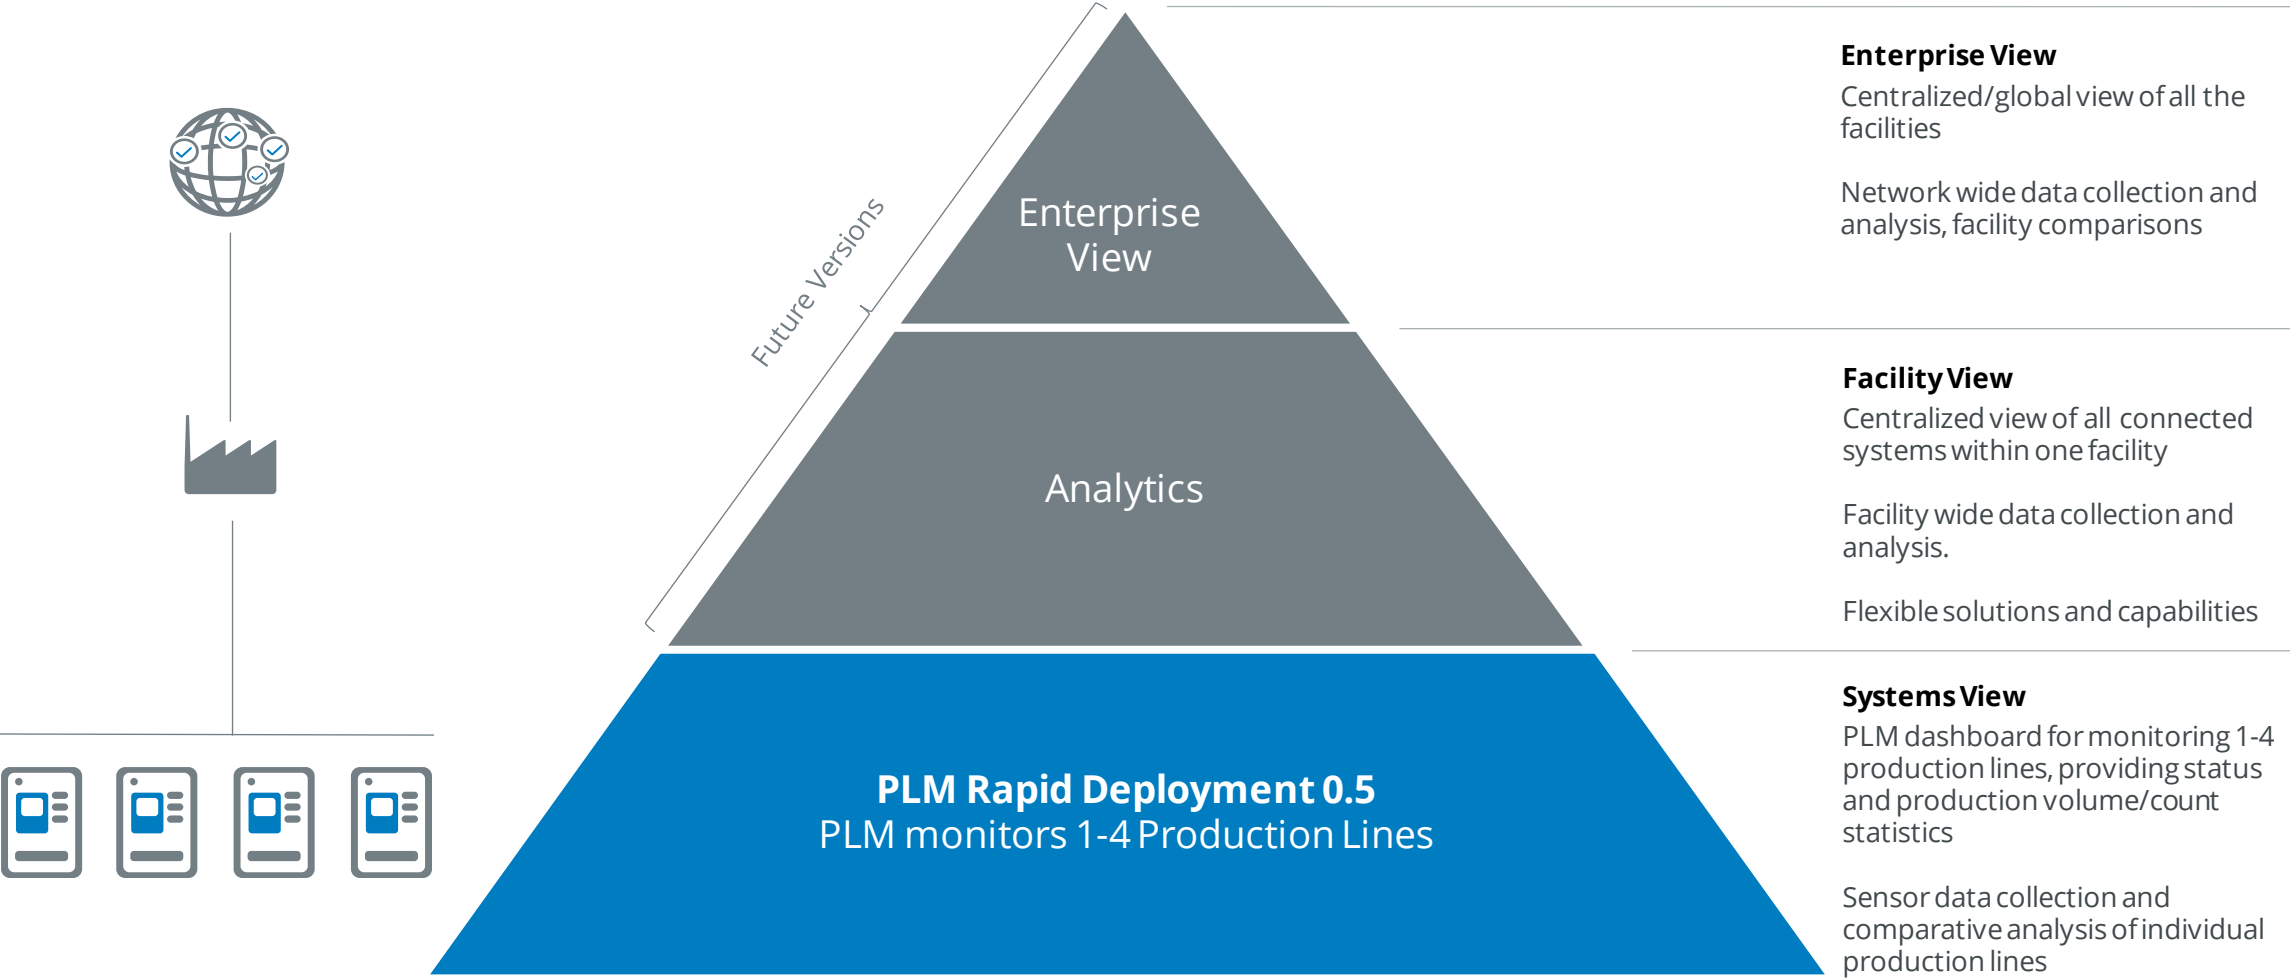 Future Versions
Enterprise
View
Analytics
PLM Rapid Deployment 0.5
PLM monitors 1-4 Production Lines
Enterprise View
Centralized/global view of all the
facilities
Network wide data collection and
analysis, facility comparisons
Facility View
Centralized view of all connected
systems within one facility
Facility wide data collection and
analysis.
Flexible solutions and capabilities
Systems View
PLM dashboard for monitoring 1-4
production lines, providing status
and production volume/count
statistics
Sensor data collection and
comparative analysis of individual
production lines